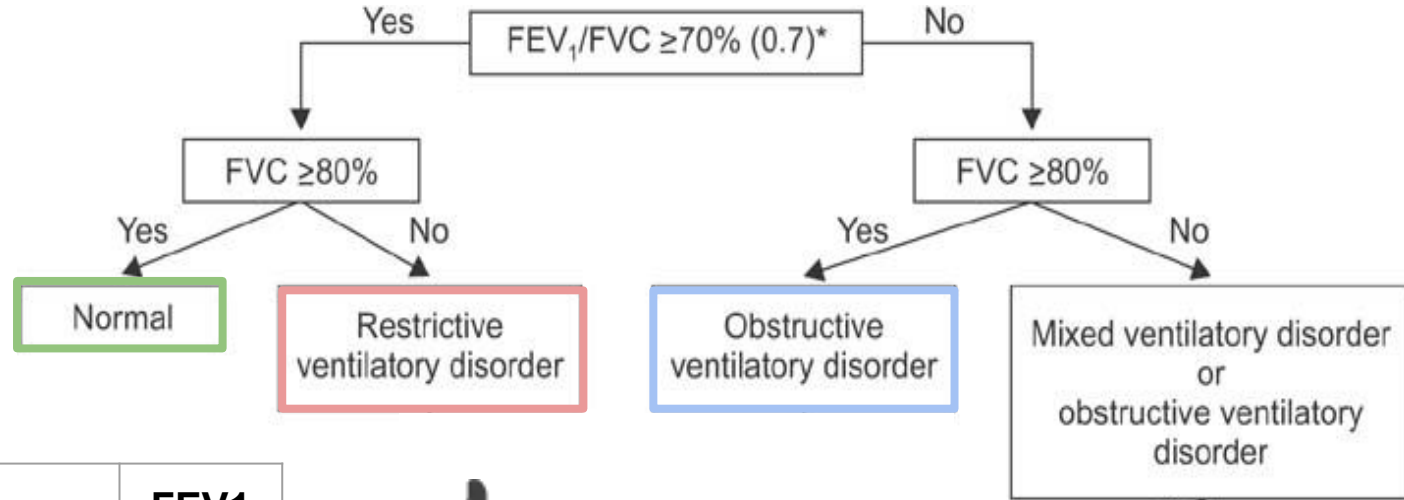 Yes
FEV₁/FVC ≥70% (0.7)*
No
FVC ≥80%
FVC ≥80%
Yes
No
Yes
No
Normal
Restrictive
ventilatory disorder
Obstructive
ventilatory disorder
Mixed ventilatory disorder
or
obstructive ventilatory
disorder
FEV1